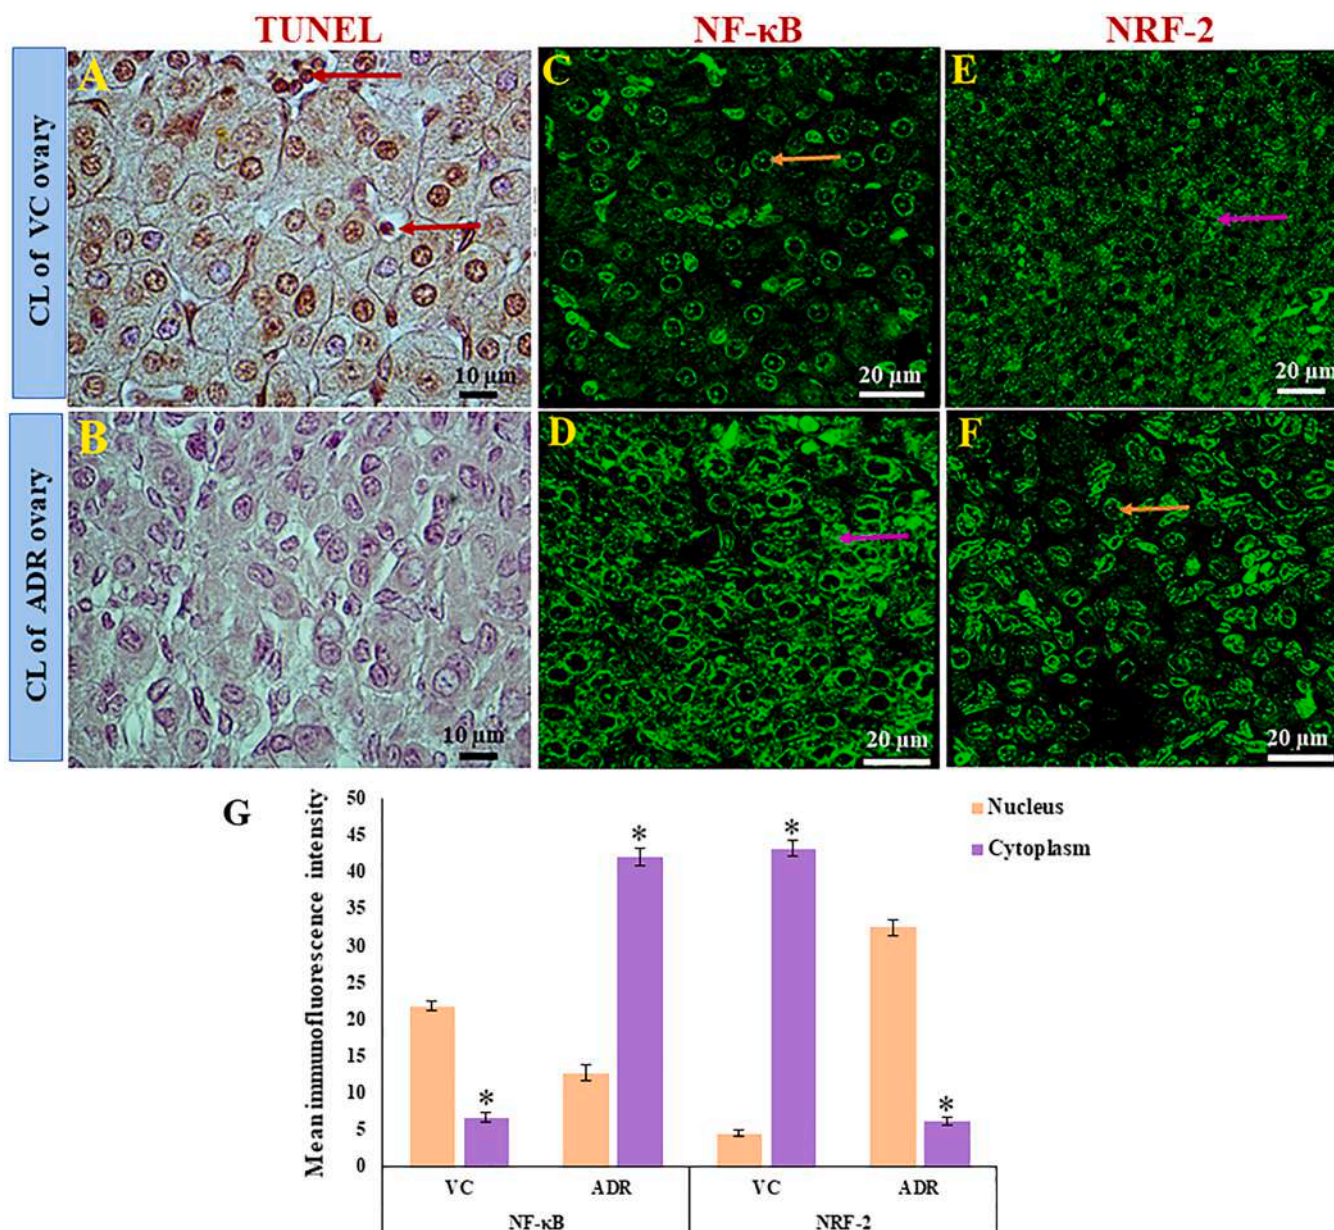 TUNEL NF-κB NRF-2
CL of VC ovary
A
10 µm
C
20 µm
E
20 µm
CL of ADR ovary
B
10 µm
D
20 µm
F
20 µm
G
Mean immunofluorescence intensity
50
45
40
35
30
25
20
15
10
5
0
* * * *
Nucleus
Cytoplasm
VC ADR VC ADR
NF-κB NRF-2